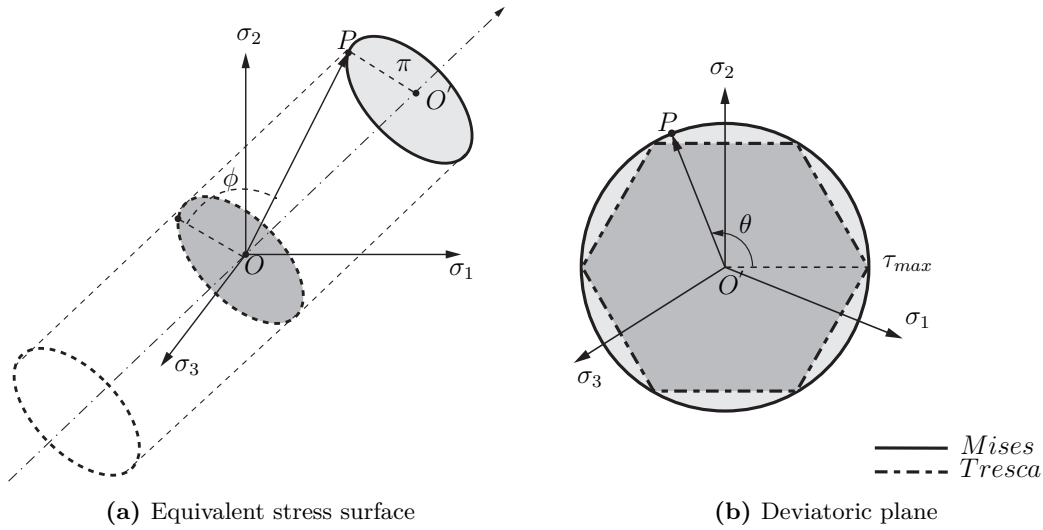 σ₂
P
π
O′
φ
O
σ₁
σ₃
(a) Equivalent stress surface
σ₂
P
θ
τₘₐₓ
O′
σ₁
σ₃
Mises
Tresca
(b) Deviatoric plane